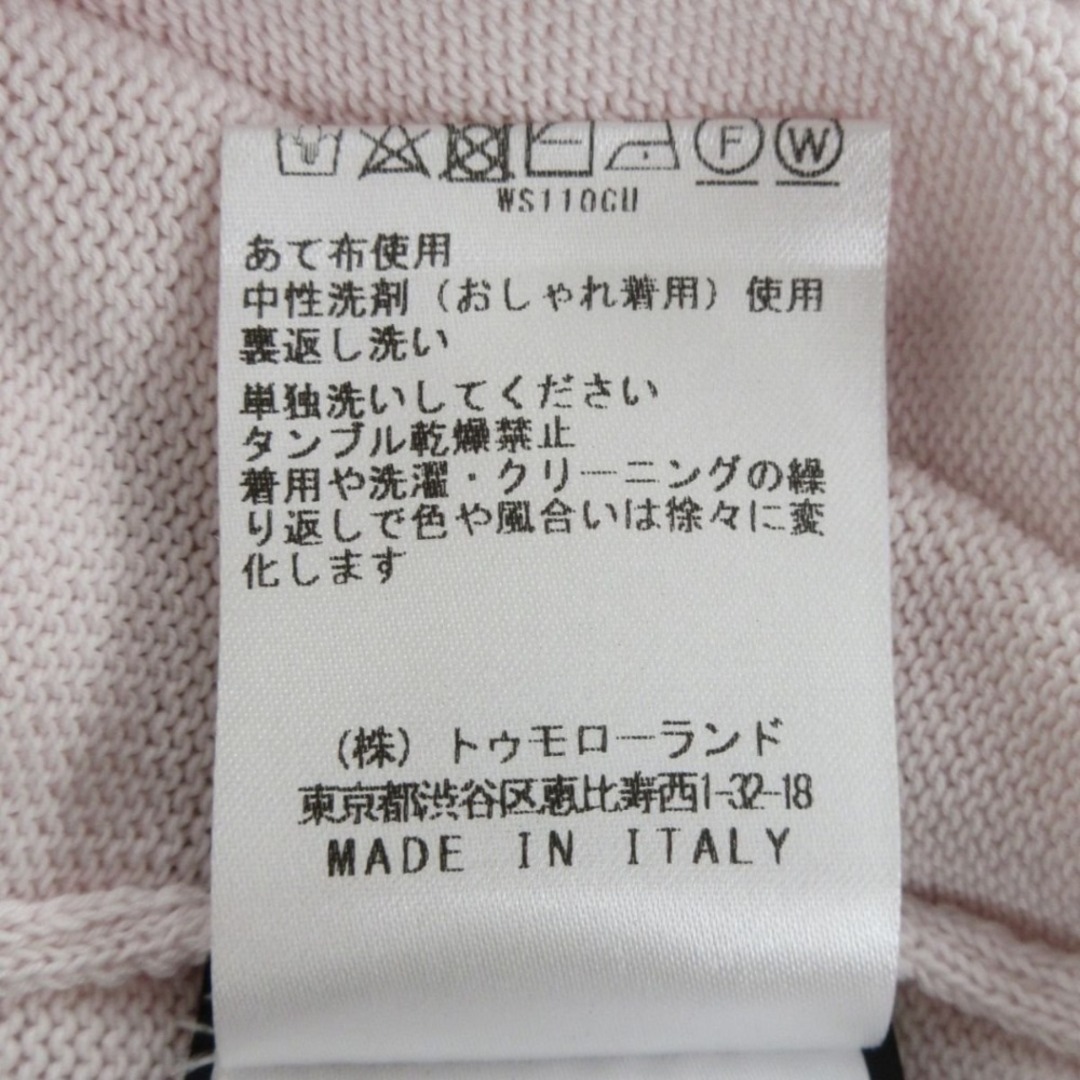 F W
WS110GU
あて布使用
中性洗剤（おしゃれ着用）使用
裏返し洗い
単独洗いしてください
タンブル乾燥禁止
着用や洗濯・クリーニングの繰
り返しで色や風合いは徐々に変
化します
（株）トゥモローランド
東京都渋谷区恵比寿西1-32-18
MADE IN ITALY